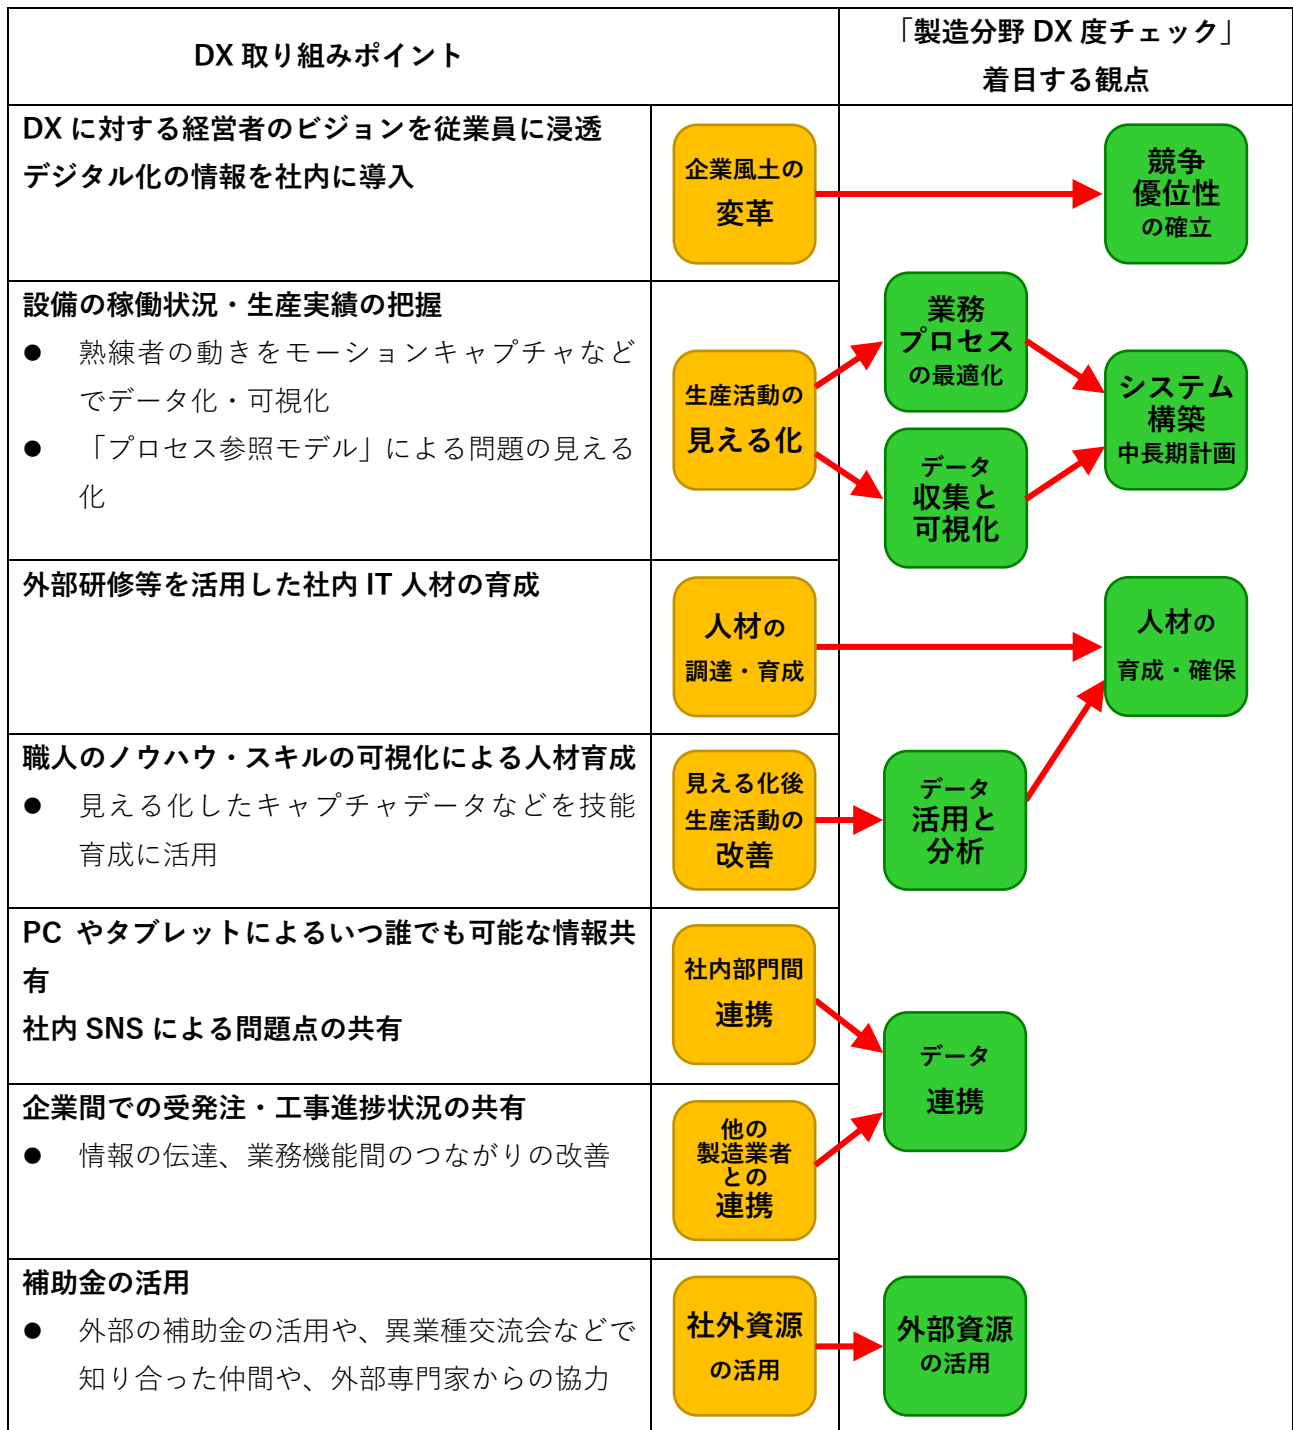 DX 取り組みポイント
「製造分野 DX 度チェック」
着目する観点
DX に対する経営者のビジョンを従業員に浸透
デジタル化の情報を社内に導入
企業風土の
変革
競争
優位性
の確立
設備の稼働状況・生産実績の把握
● 熟練者の動きをモーションキャプチャなど
でデータ化・可視化
● 「プロセス参照モデル」による問題の見える
化
生産活動の
見える化
業務
プロセス
の最適化
データ
収集と
可視化
システム
構築
中長期計画
外部研修等を活用した社内 IT 人材の育成
人材の
調達・育成
人材の
育成・確保
職人のノウハウ・スキルの可視化による人材育成
● 見える化したキャプチャデータなどを技能
育成に活用
見える化後
生産活動の
改善
データ
活用と
分析
PC やタブレットによるいつ誰でも可能な情報共
有
社内 SNS による問題点の共有
社内部門間
連携
データ
連携
企業間での受発注・工事進捗状況の共有
● 情報の伝達、業務機能間のつながりの改善
他の
製造業者
との
連携
補助金の活用
● 外部の補助金の活用や、異業種交流会などで
知り合った仲間や、外部専門家からの協力
社外資源
の活用
外部資源
の活用